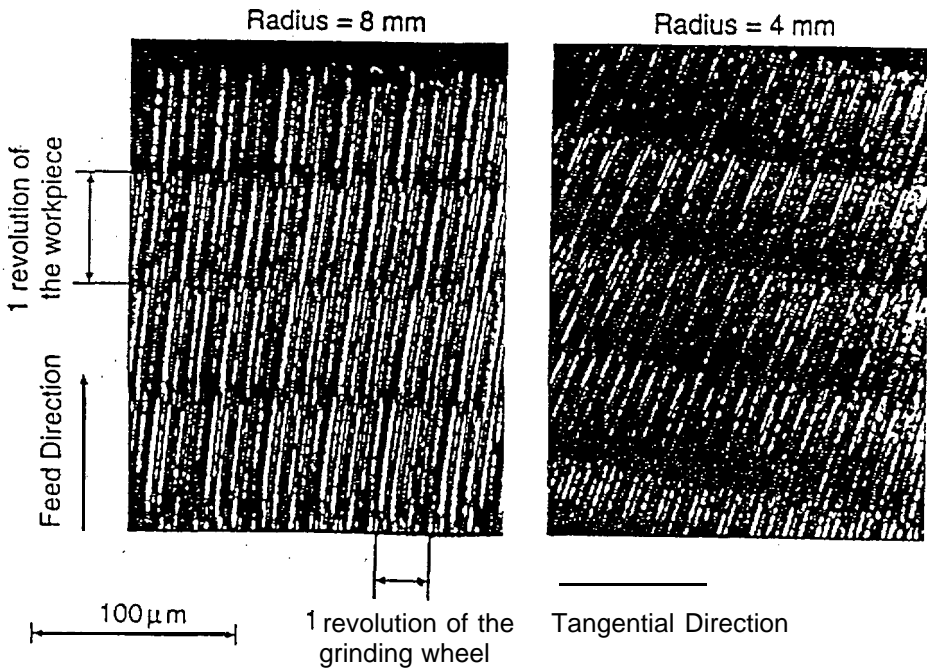 Radius = 8 mm
Radius = 4 mm
1 revolution of
the workpiece
Feed Direction
100 μm
1 revolution of the
grinding wheel
Tangential Direction